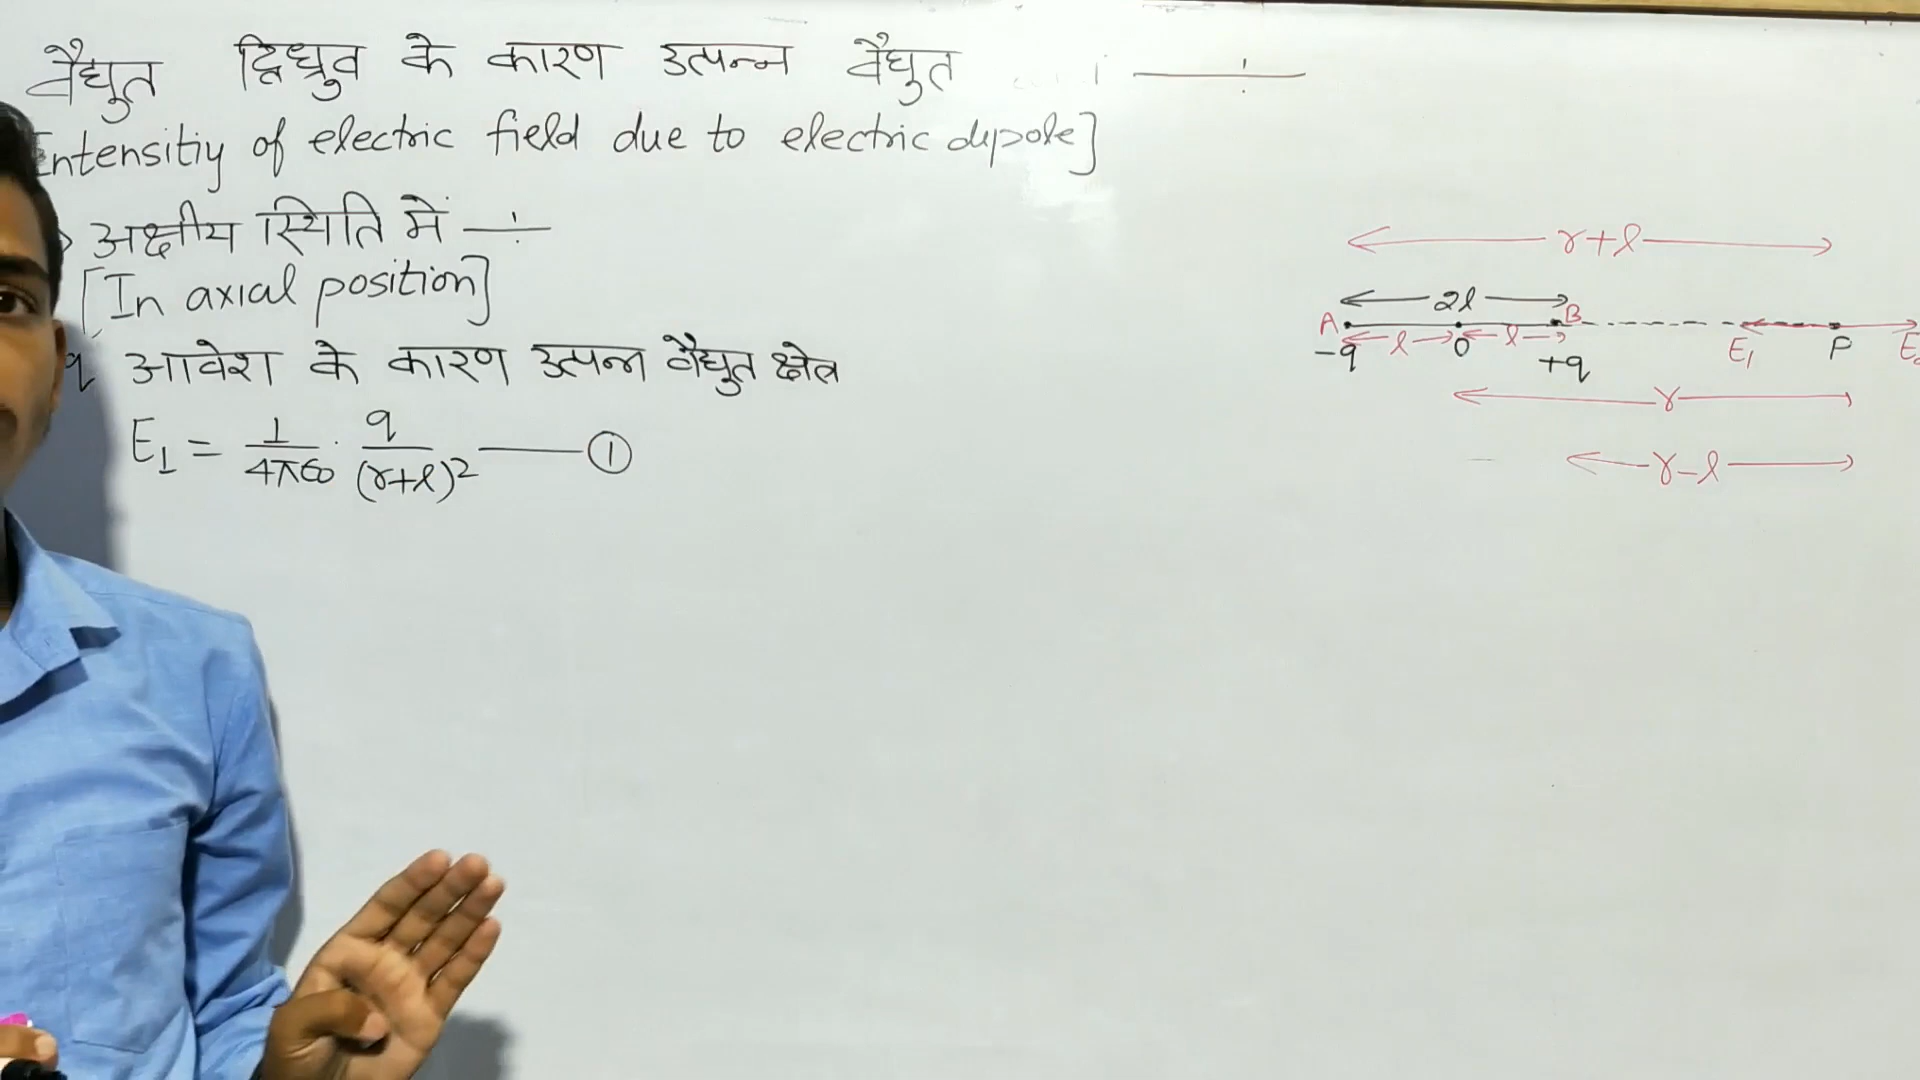 वैद्युत द्विध्रुव के कारण उत्पन्न वैद्युत
Intensitiy of electric field due to electric dipole]
अक्षीय स्थिति में ÷
[In axial position]
q आवेश के कारण उत्पन्न वैद्युत क्षेत्र
E1 = 1/4πε0 · q/(r+l)² —— ①
r+l
2l
A B
-q l O l +q E1 P E2
r
r-l